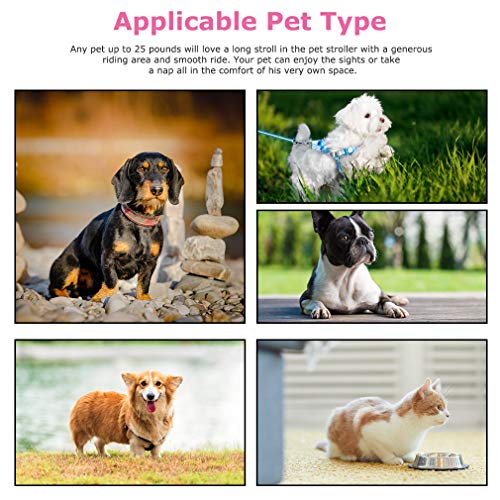 Applicable Pet Type
Any pet up to 25 pounds will love a long stroll in the pet stroller with a generous
riding area and smooth ride. Your pet can enjoy the sights or take
a nap all in the comfort of his very own space.